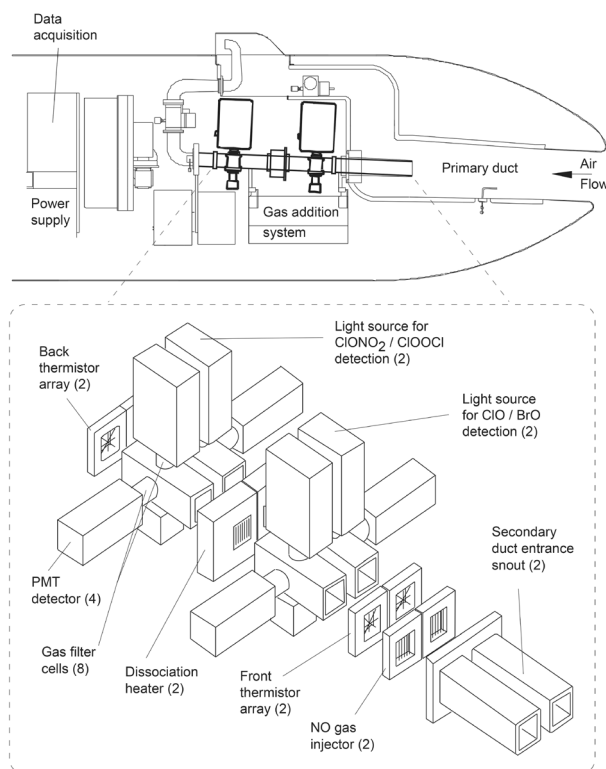 Data
acquisition
Power
supply
Gas addition
system
Primary duct
Air
Flow
Light source for
ClONO2 / ClOOCl
detection (2)
Back
thermistor
array (2)
Light source
for ClO / BrO
detection (2)
Secondary
duct entrance
snout (2)
PMT
detector (4)
Gas filter
cells (8)
Dissociation
heater (2)
Front
thermistor
array (2)
NO gas
injector (2)